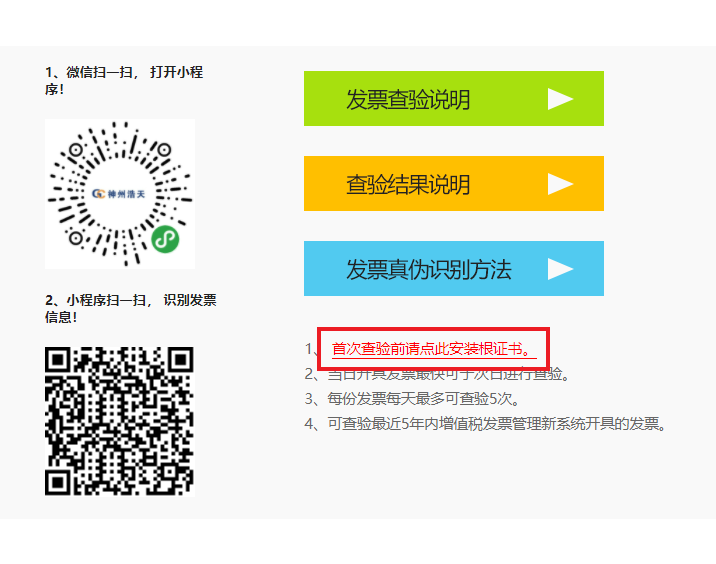 1、微信扫一扫， 打开小程
序!
神州浩天
2、小程序扫一扫， 识别发票
信息!
发票查验说明
查验结果说明
发票真伪识别方法
1、首次查验前请点此安装根证书。
2、当日开具发票最快可于次日进行查验。
3、每份发票每天最多可查验5次。
4、可查验最近5年内增值税发票管理新系统开具的发票。